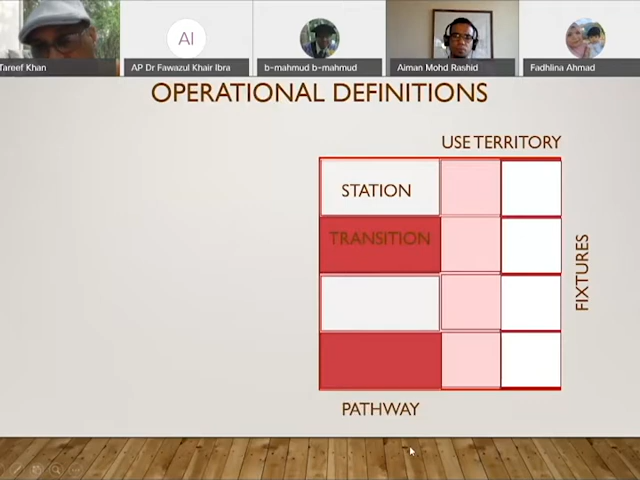 Tareef Khan
AI
AP Dr Fawazul Khair Ibra
b-mahmud b-mahmud
Aiman Mohd Rashid
Fadhlina Ahmad
OPERATIONAL DEFINITIONS
USE TERRITORY
STATION
TRANSITION
FIXTURES
PATHWAY